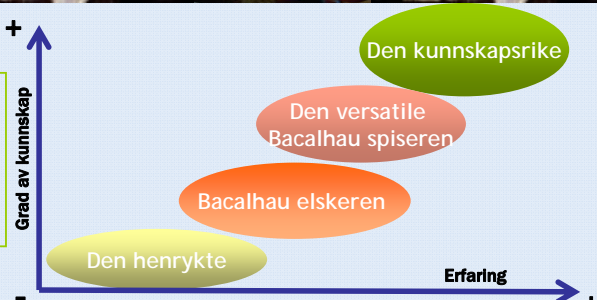 +
Den kunnskapsrike
Grad av kunnskap
Den versatile
Bacalhau spiseren
Bacalhau elskeren
Den henrykte
Erfaring
-